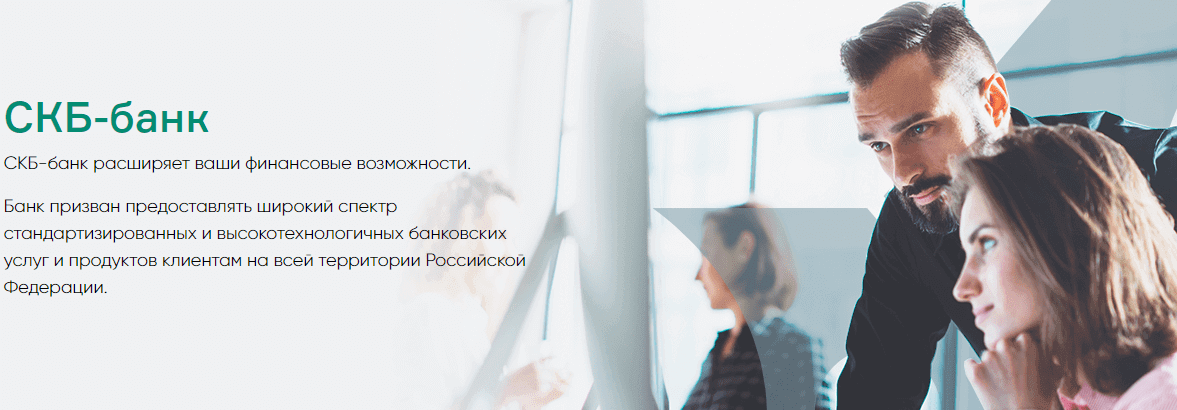 СКБ-банк
СКБ-банк расширяет ваши финансовые возможности.
Банк призван предоставлять широкий спектр
стандартизированных и высокотехнологичных банковских
услуг и продуктов клиентам на всей территории Российской
Федерации.